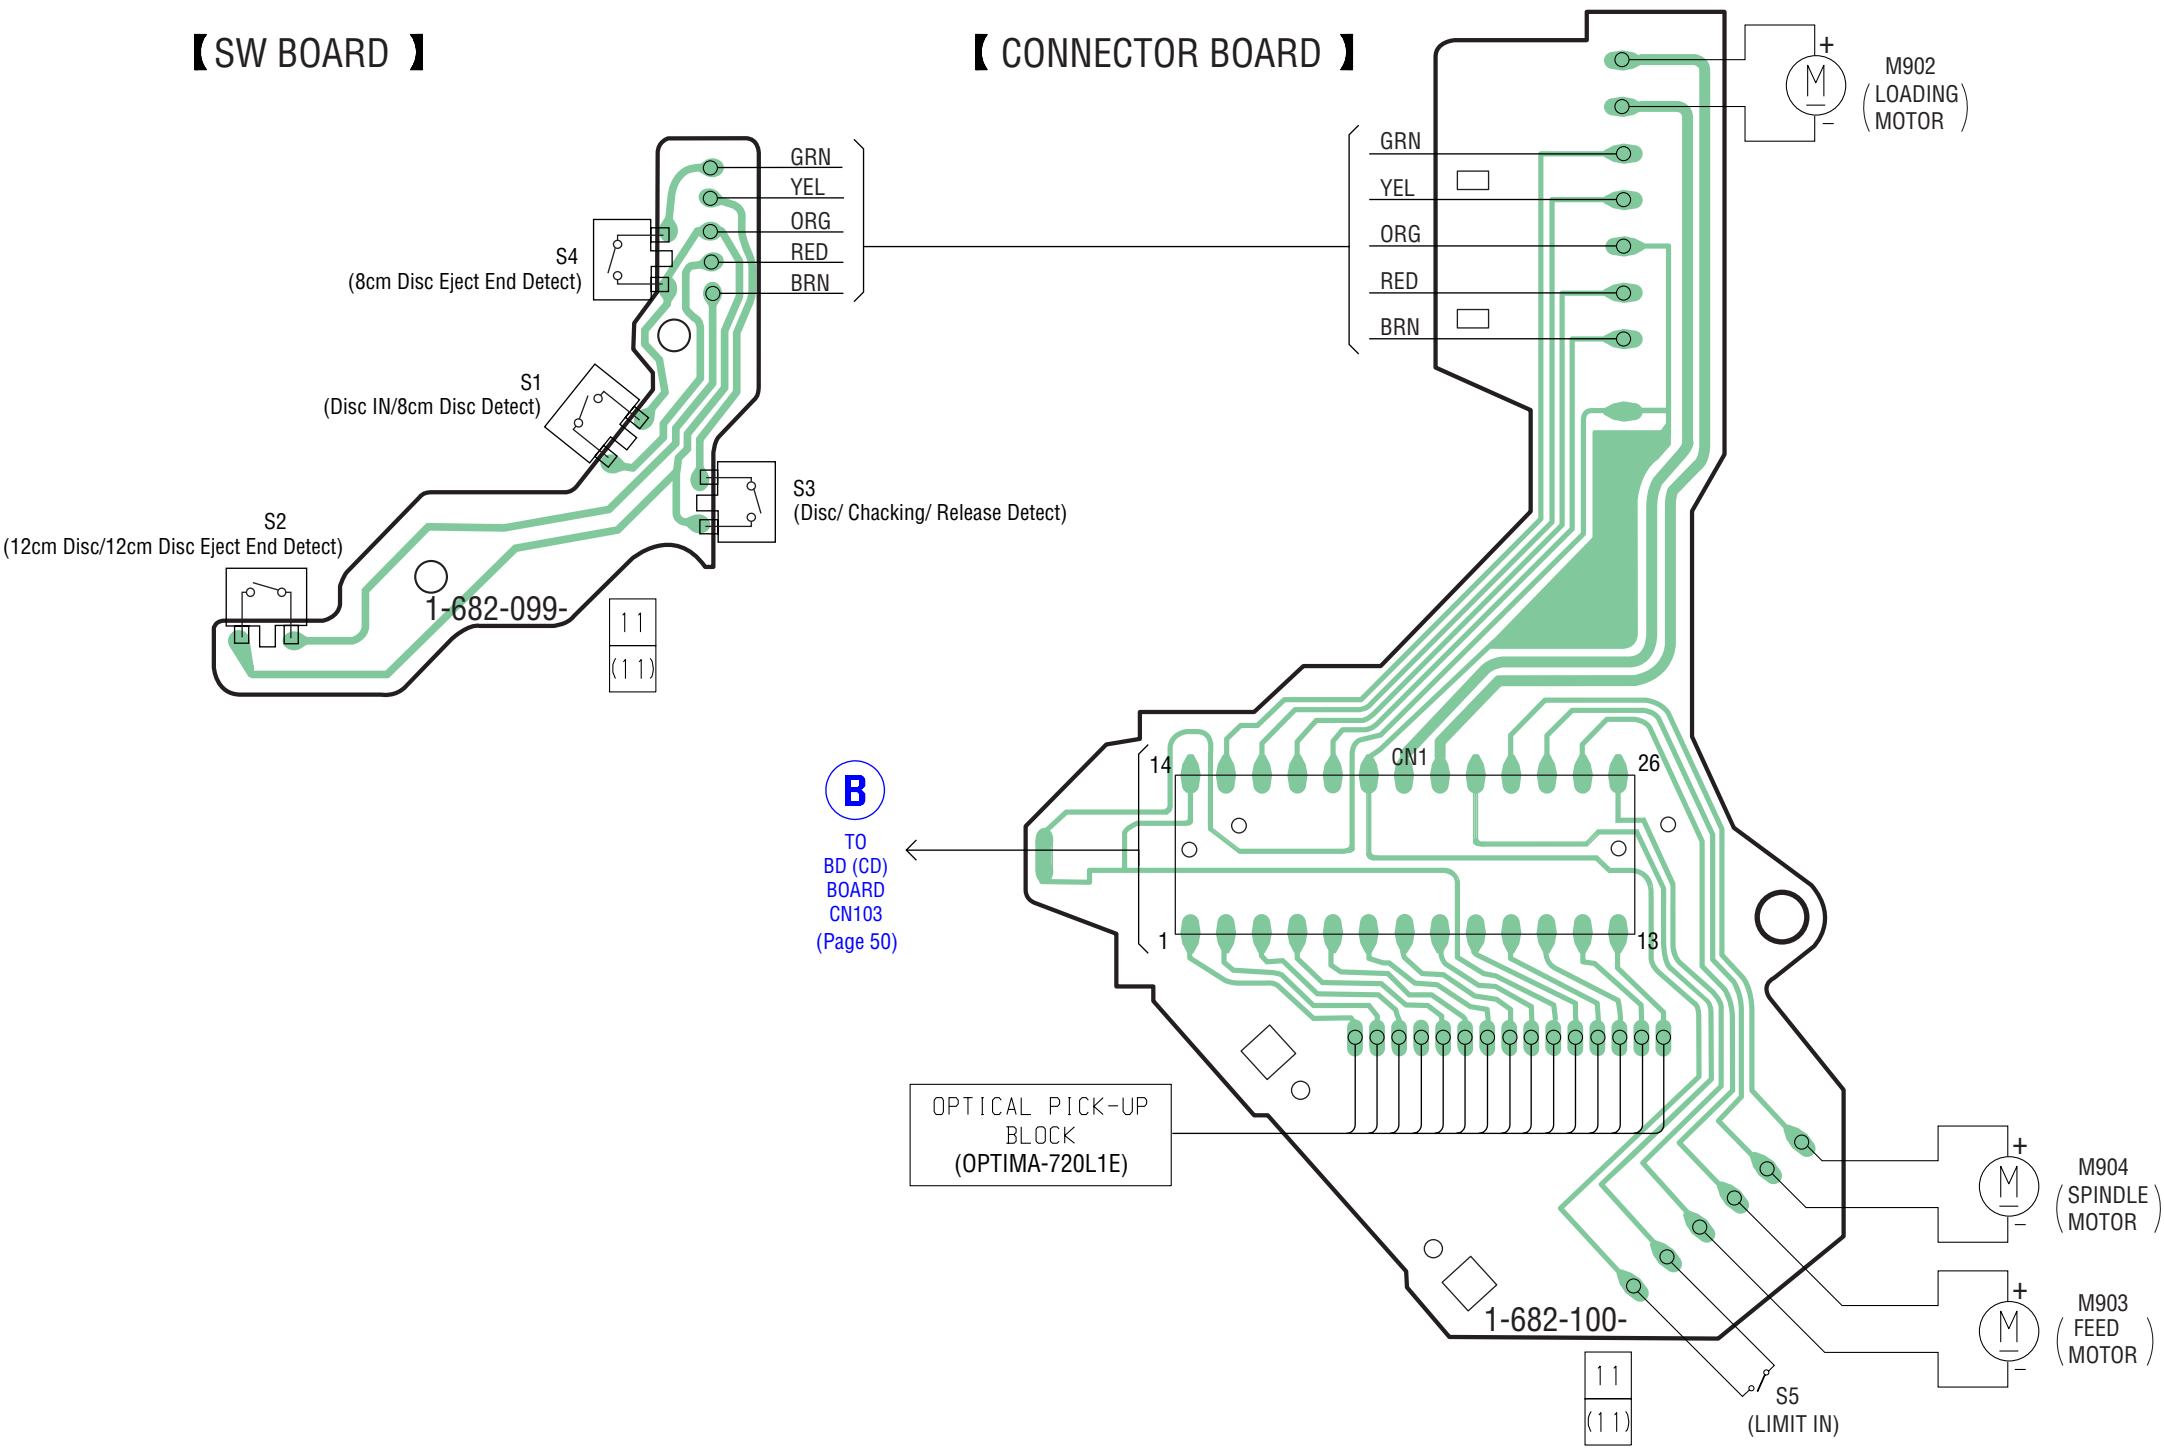 【SW BOARD】
【CONNECTOR BOARD】
M902
(LOADING
MOTOR)
+
M
−
GRN
YEL
ORG
RED
BRN
GRN
YEL
ORG
RED
BRN
S4
(8cm Disc Eject End Detect)
S1
(Disc IN/8cm Disc Detect)
S3
(Disc/ Chacking/ Release Detect)
S2
(12cm Disc/12cm Disc Eject End Detect)
1-682-099-
11
(11)
B
TO
BD (CD)
BOARD
CN103
(Page 50)
14
CN1
26
1
13
OPTICAL PICK-UP
BLOCK
(OPTIMA-720L1E)
+
M
−
M904
(SPINDLE
MOTOR)
+
M
−
M903
(FEED
MOTOR)
1-682-100-
11
(11)
S5
(LIMIT IN)